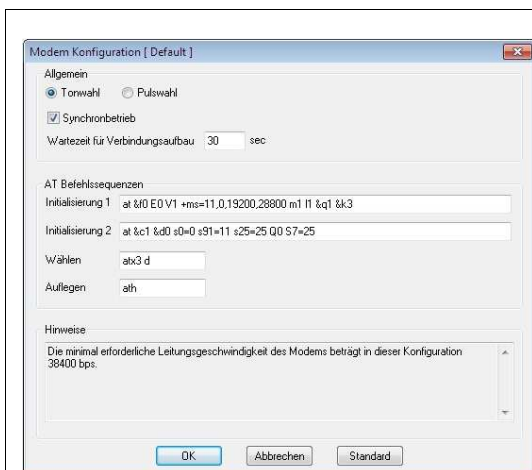 Modem Konfiguration [ Default ]
Allgemein
Tonwahl Pulswahl
Synchronbetrieb
Wartezeit für Verbindungsaufbau 30 sec
AT Befehlssequenzen
Initialisierung 1 at &f0 E0 V1 +ms=11,0,19200,28800 m1 l1 &q1 &k3
Initialisierung 2 at &c1 &d0 s0=0 s91=11 s25=25 Q0 S7=25
Wählen atx3 d
Auflegen ath
Hinweise
Die minimal erforderliche Leitungsgeschwindigkeit des Modems beträgt in dieser Konfiguration
38400 bps.
OK Abbrechen Standard